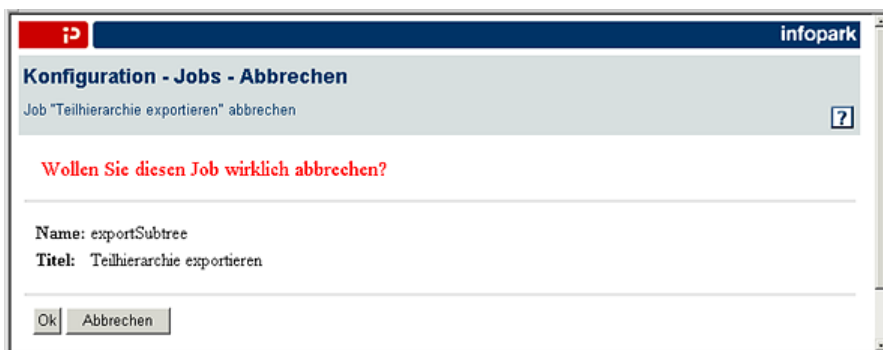 infopark
Konfiguration - Jobs - Abbrechen
Job "Teilhierarchie exportieren" abbrechen
?
Wollen Sie diesen Job wirklich abbrechen?
Name: exportSubtree
Titel: Teilhierarchie exportieren
Ok Abbrechen